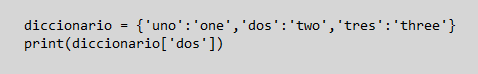 diccionario = {'uno':'one','dos':'two','tres':'three'}
print(diccionario['dos'])